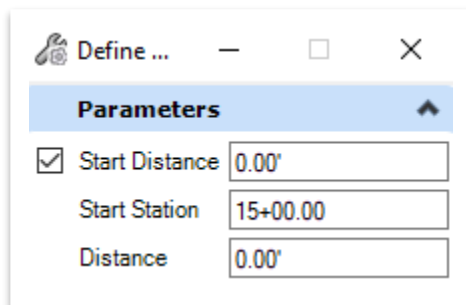 Define ...
Parameters
Start Distance 0.00'
Start Station 15+00.00
Distance 0.00'